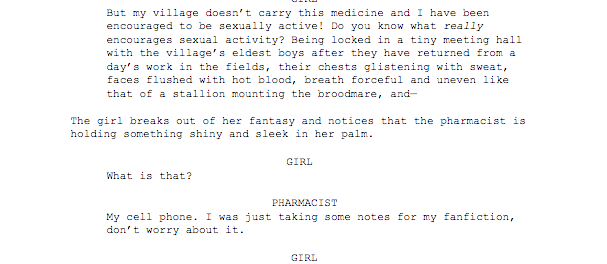 GIRL
But my village doesn't carry this medicine and I have been
encouraged to be sexually active! Do you know what really
encourages sexual activity? Being locked in a tiny meeting hall
with the village's eldest boys after they have returned from a
day's work in the fields, their chests glistening with sweat,
faces flushed with hot blood, breath forceful and uneven like
that of a stallion mounting the broodmare, and—
The girl breaks out of her fantasy and notices that the pharmacist is
holding something shiny and sleek in her palm.
GIRL
What is that?
PHARMACIST
My cell phone. I was just taking some notes for my fanfiction,
don't worry about it.
GIRL